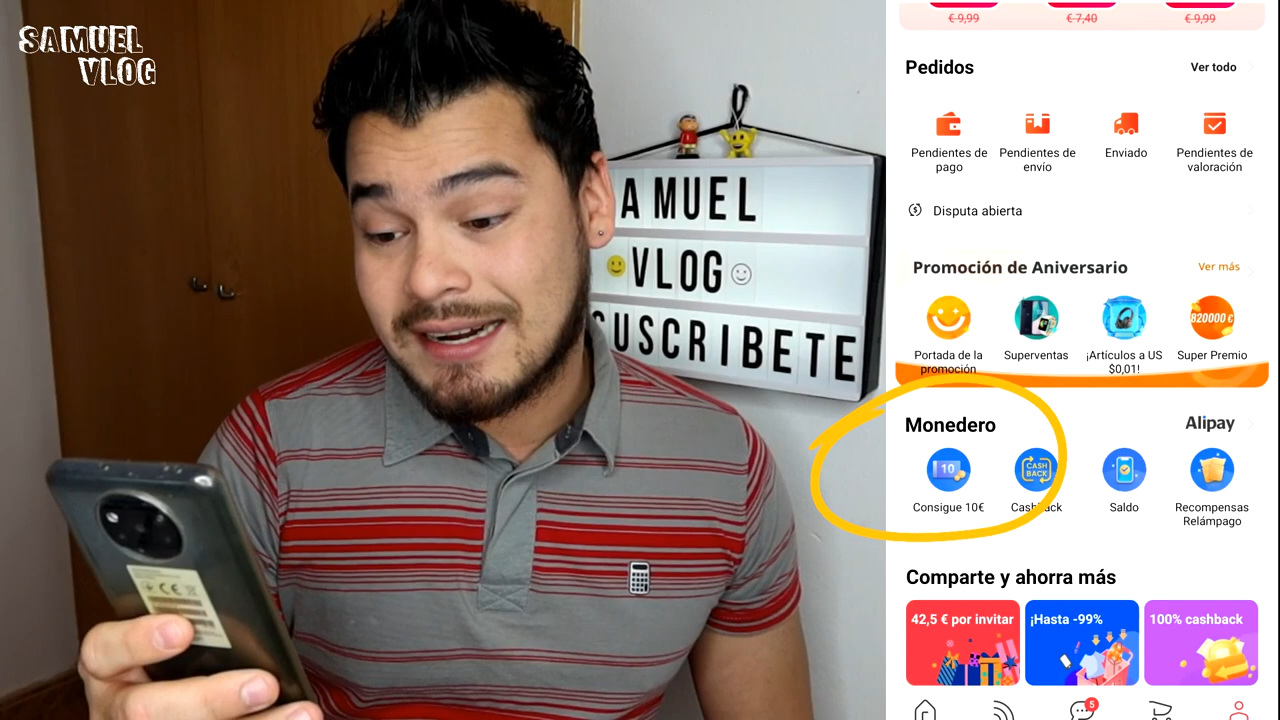 SAMUEL
VLOG
AMUEL
VLOG
SUSCRIBETE
CE
€ 9,99
€ 7,40
€ 9,99
Pedidos
Ver todo
Pendientes de pago
Pendientes de envío
Enviado
Pendientes de valoración
Disputa abierta
Promoción de Aniversario
Ver más
820000 €
Portada de la promoción
Superventas
¡Artículos a US $0,01!
Super Premio
Monedero
Alipay
10
CASH BACK
Consigue 10€
Cashback
Saldo
Recompensas Relámpago
Comparte y ahorra más
42,5 € por invitar
¡Hasta -99%
100% cashback
5